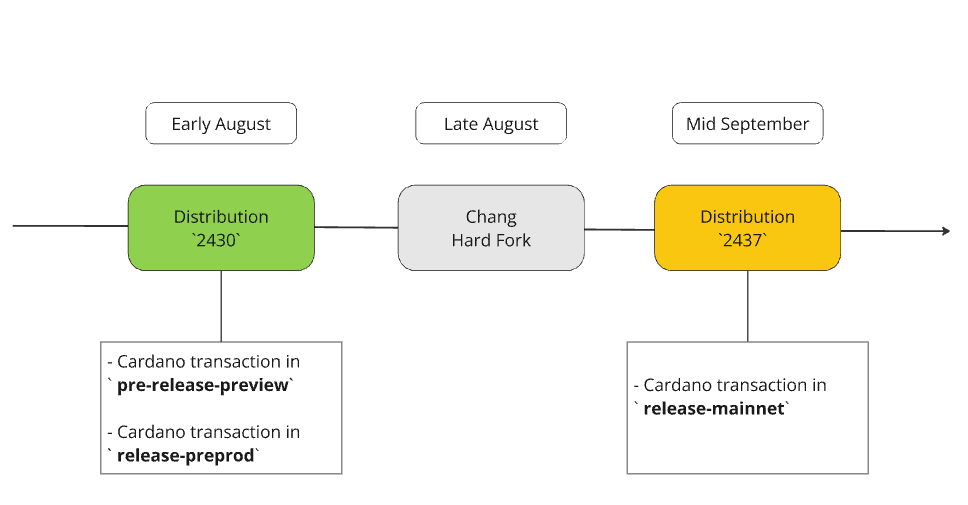 Early August
Late August
Mid September
Distribution
`2430`
Chang
Hard Fork
Distribution
`2437`
- Cardano transaction in
` pre-release-preview`
- Cardano transaction in
` release-preprod`
- Cardano transaction in
` release-mainnet`